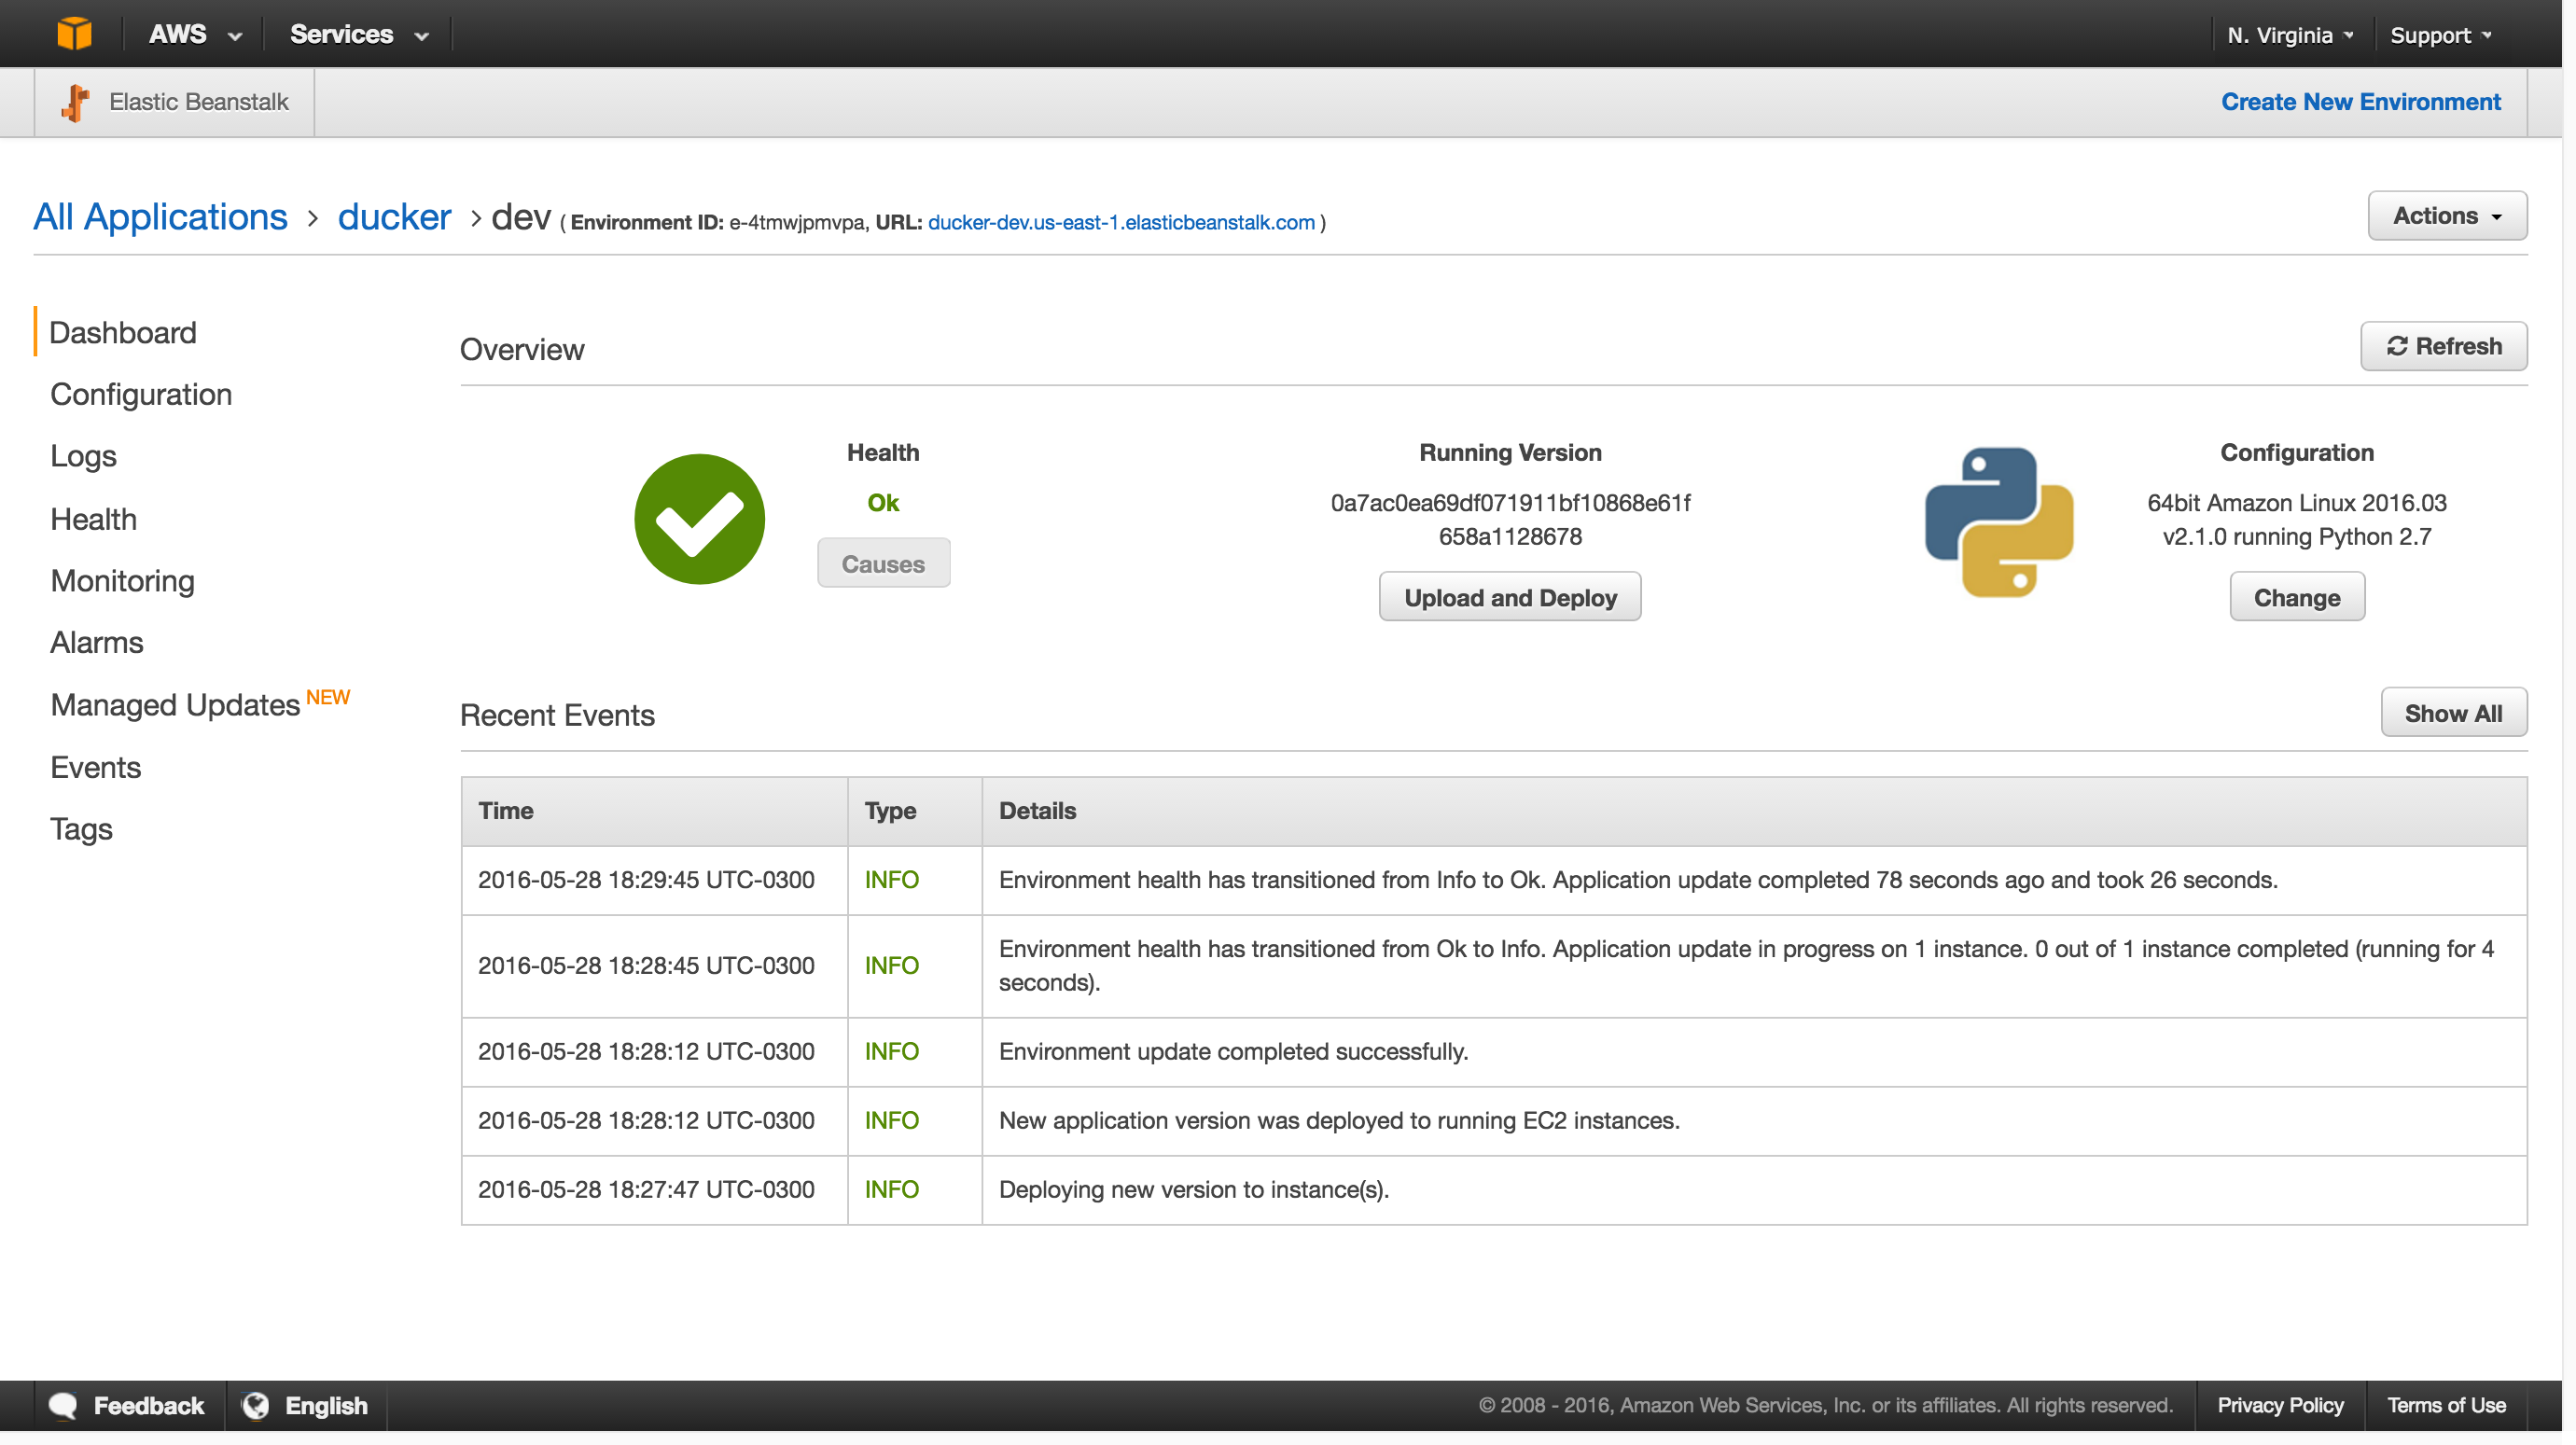 AWS Services N. Virginia Support
Elastic Beanstalk Create New Environment
All Applications > ducker > dev ( Environment ID: e-4tmwjpmvpa, URL: ducker-dev.us-east-1.elasticbeanstalk.com ) Actions
Dashboard
Configuration
Logs
Health
Monitoring
Alarms
Managed Updates NEW
Events
Tags
Overview Refresh
Health
Ok
Causes
Running Version
0a7ac0ea69df071911bf10868e61f
658a1128678
Upload and Deploy
Configuration
64bit Amazon Linux 2016.03
v2.1.0 running Python 2.7
Change
Recent Events Show All
Time Type Details
2016-05-28 18:29:45 UTC-0300 INFO Environment health has transitioned from Info to Ok. Application update completed 78 seconds ago and took 26 seconds.
2016-05-28 18:28:45 UTC-0300 INFO Environment health has transitioned from Ok to Info. Application update in progress on 1 instance. 0 out of 1 instance completed (running for 4
seconds).
2016-05-28 18:28:12 UTC-0300 INFO Environment update completed successfully.
2016-05-28 18:28:12 UTC-0300 INFO New application version was deployed to running EC2 instances.
2016-05-28 18:27:47 UTC-0300 INFO Deploying new version to instance(s).
Feedback English © 2008 - 2016, Amazon Web Services, Inc. or its affiliates. All rights reserved. Privacy Policy Terms of Use